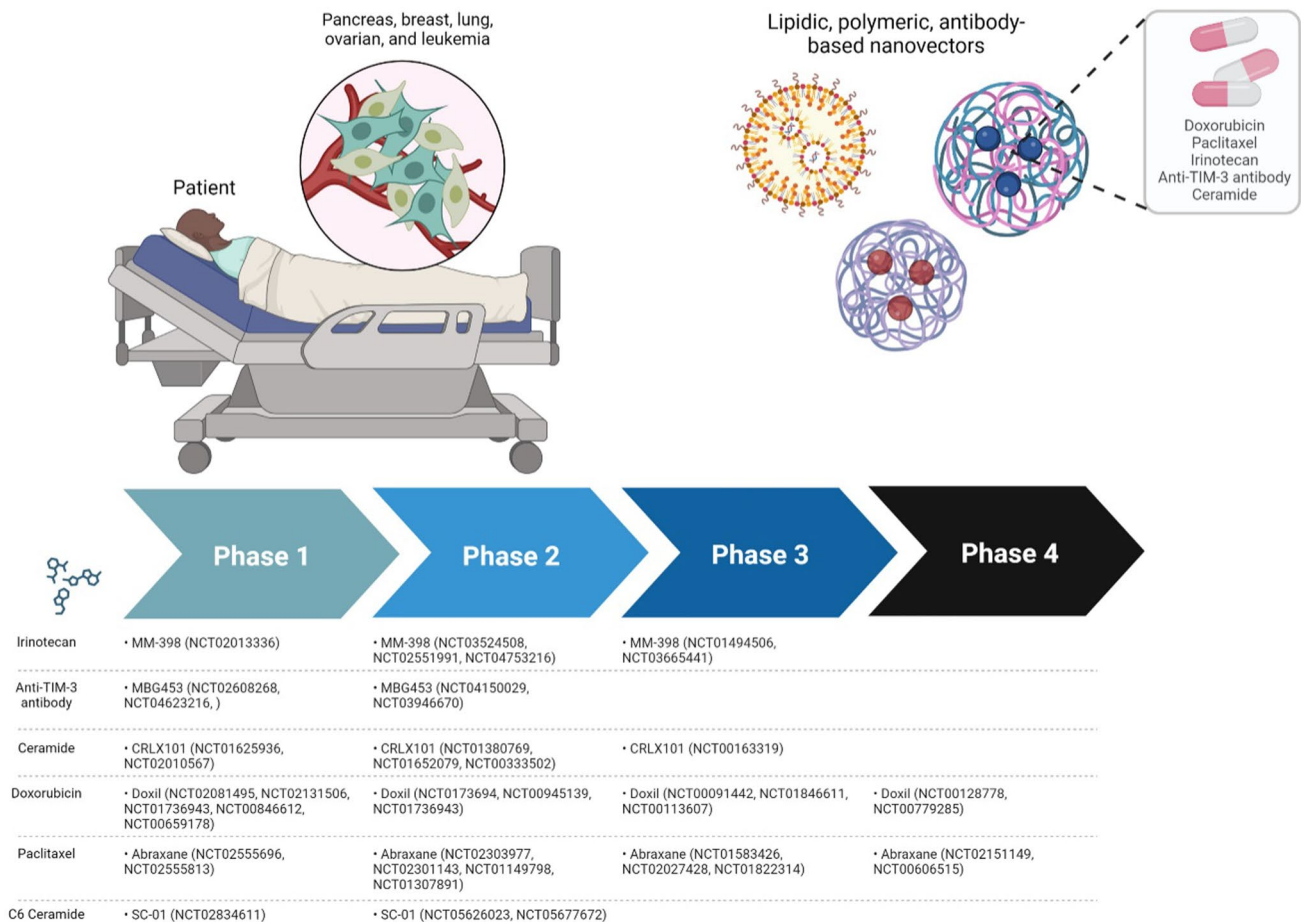 Pancreas, breast, lung,
ovarian, and leukemia
Patient
Lipidic, polymeric, antibody-
based nanovectors
Doxorubicin
Paclitaxel
Irinotecan
Anti-TIM-3 antibody
Ceramide
Phase 1
Phase 2
Phase 3
Phase 4
Irinotecan
• MM-398 (NCT02013336)
• MM-398 (NCT03524508,
NCT02551991, NCT04753216)
• MM-398 (NCT01494506,
NCT03665441)
Anti-TIM-3
antibody
• MBG453 (NCT02608268,
NCT04623216, )
• MBG453 (NCT04150029,
NCT03946670)
Ceramide
• CRLX101 (NCT01625936,
NCT02010567)
• CRLX101 (NCT01380769,
NCT01652079, NCT00333502)
• CRLX101 (NCT00163319)
Doxorubicin
• Doxil (NCT02081495, NCT02131506,
NCT01736943, NCT00846612,
NCT00659178)
• Doxil (NCT0173694, NCT00945139,
NCT01736943)
• Doxil (NCT00091442, NCT01846611,
NCT00113607)
• Doxil (NCT00128778,
NCT00779285)
Paclitaxel
• Abraxane (NCT02555696,
NCT02555813)
• Abraxane (NCT02303977,
NCT02301143, NCT01149798,
NCT01307891)
• Abraxane (NCT01583426,
NCT02027428, NCT01822314)
• Abraxane (NCT02151149,
NCT00606515)
C6 Ceramide
• SC-01 (NCT02834611)
• SC-01 (NCT05626023, NCT05677672)